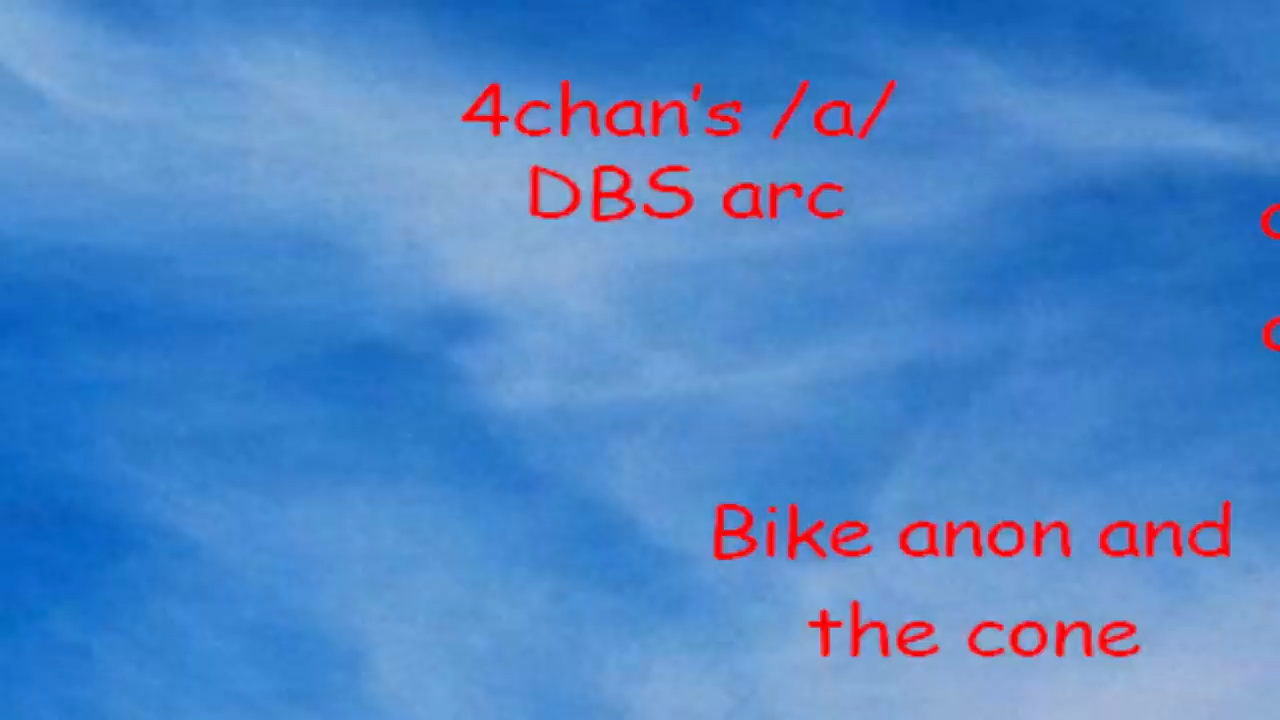 4chan's /a/
DBS arc
Bike anon and
the cone